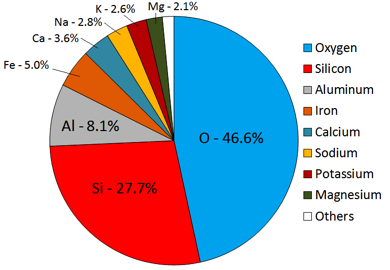 K - 2.6%
Mg - 2.1%
Na - 2.8%
Ca - 3.6%
Fe - 5.0%
Al - 8.1%
O - 46.6%
Si - 27.7%
Oxygen
Silicon
Aluminum
Iron
Calcium
Sodium
Potassium
Magnesium
Others